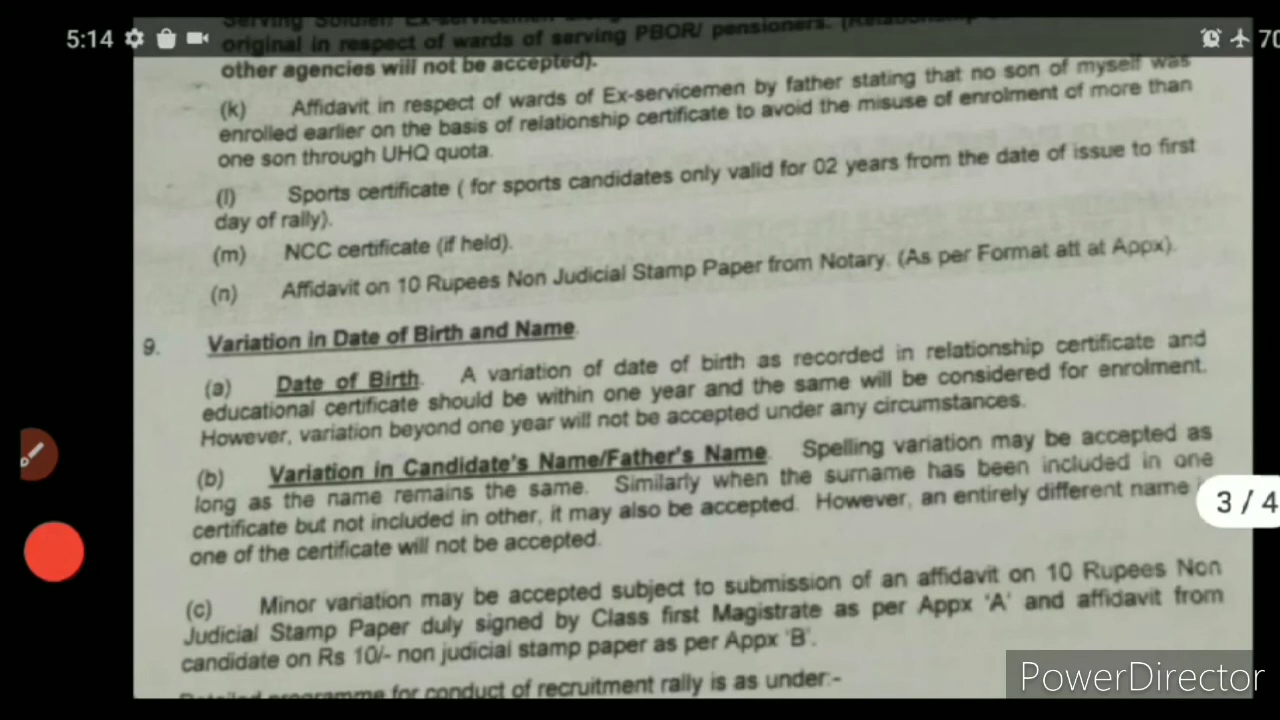 5:14
70
original in respect of wards of serving PBOR/ pensioners.
other agencies will not be accepted).
(k) Affidavit in respect of wards of Ex-servicemen by father stating that no son of myself was
enrolled earlier on the basis of relationship certificate to avoid the misuse of enrolment of more than
one son through UHQ quota.
(l) Sports certificate ( for sports candidates only valid for 02 years from the date of issue to first
day of rally).
(m) NCC certificate (if held).
(n) Affidavit on 10 Rupees Non Judicial Stamp Paper from Notary. (As per Format att at Appx).
9. Variation in Date of Birth and Name.
(a) Date of Birth. A variation of date of birth as recorded in relationship certificate and
educational certificate should be within one year and the same will be considered for enrolment.
However, variation beyond one year will not be accepted under any circumstances.
(b) Variation in Candidate's Name/Father's Name. Spelling variation may be accepted as
long as the name remains the same. Similarly when the surname has been included in one
certificate but not included in other, it may also be accepted. However, an entirely different name
one of the certificate will not be accepted.
3 / 4
(c) Minor variation may be accepted subject to submission of an affidavit on 10 Rupees Non
Judicial Stamp Paper duly signed by Class first Magistrate as per Appx 'A' and affidavit from
candidate on Rs 10/- non judicial stamp paper as per Appx 'B'.
programme for conduct of recruitment rally is as under:-
PowerDirector